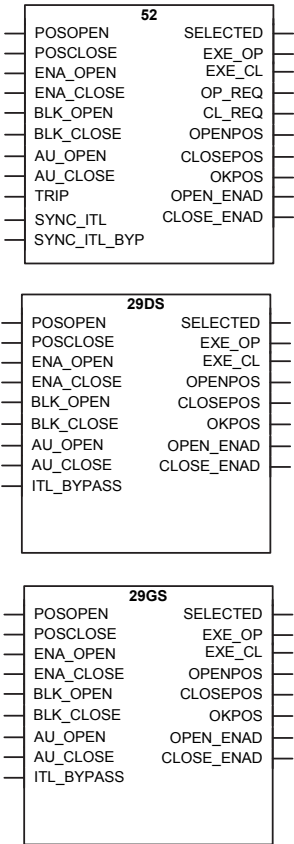 52
POSOPEN SELECTED
POSCLOSE EXE_OP
ENA_OPEN EXE_CL
ENA_CLOSE OP_REQ
BLK_OPEN CL_REQ
BLK_CLOSE OPENPOS
AU_OPEN CLOSEPOS
AU_CLOSE OKPOS
TRIP OPEN_ENAD
SYNC_ITL CLOSE_ENAD
SYNC_ITL_BYP
29DS
POSOPEN SELECTED
POSCLOSE EXE_OP
ENA_OPEN EXE_CL
ENA_CLOSE OPENPOS
BLK_OPEN CLOSEPOS
BLK_CLOSE OKPOS
AU_OPEN OPEN_ENAD
AU_CLOSE CLOSE_ENAD
ITL_BYPASS
29GS
POSOPEN SELECTED
POSCLOSE EXE_OP
ENA_OPEN EXE_CL
ENA_CLOSE OPENPOS
BLK_OPEN CLOSEPOS
BLK_CLOSE OKPOS
AU_OPEN OPEN_ENAD
AU_CLOSE CLOSE_ENAD
ITL_BYPASS